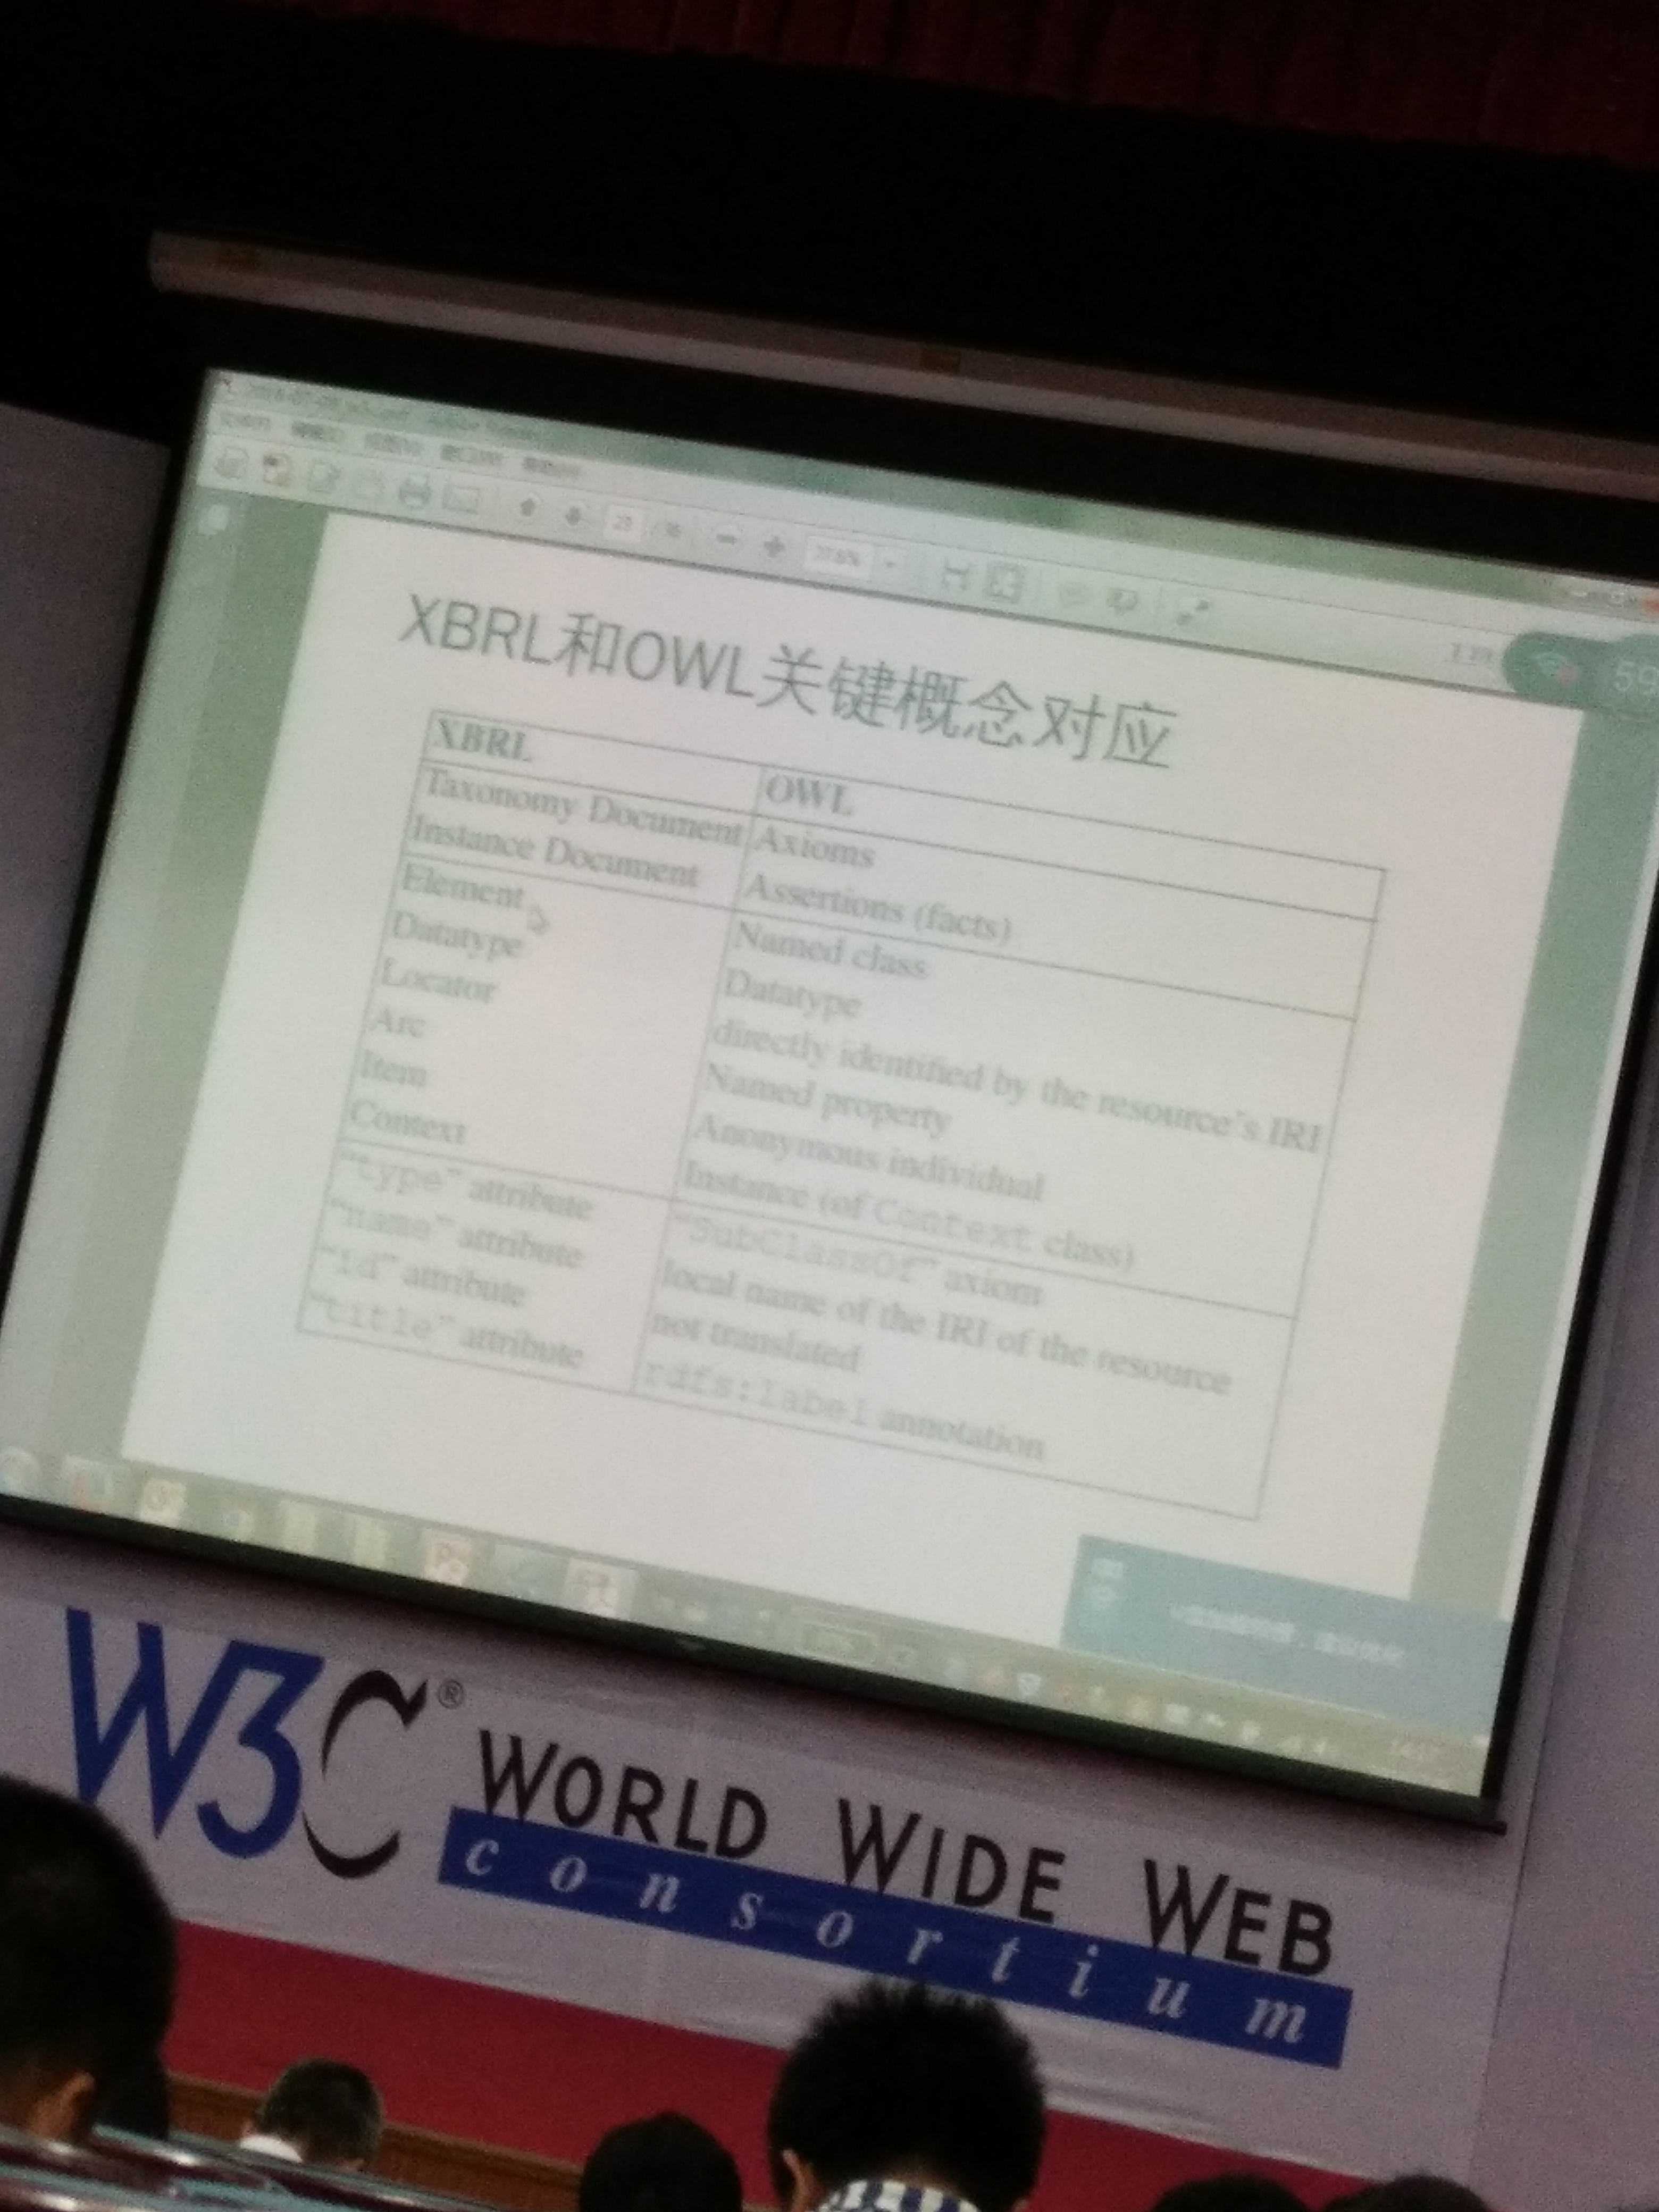 23
77.6%
59
XBRL和OWL关键概念对应
XBRL OWL
Taxonomy Document Axioms
Instance Document Assertions (facts)
Element Named class
Datatype Datatype
Locator directly identified by the resource's IRI
Arc Named property
Item Anonymous individual
Context Instance (of Context class)
"type" attribute "SubClassOf" axiom
"name" attribute local name of the IRI of the resource
"id" attribute not translated
"title" attribute rdfs:label annotation
W3C®
WORLD WIDE WEB
consortium